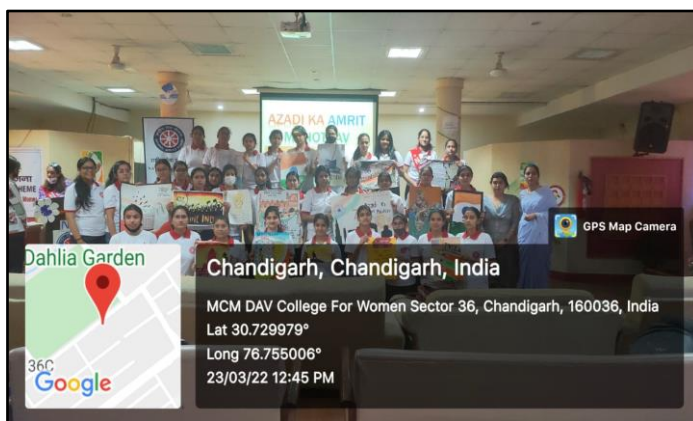 AZADI KA AMRIT
GPS Map Camera
Dahlia Garden
36C
Google
Chandigarh, Chandigarh, India
MCM DAV College For Women Sector 36, Chandigarh, 160036, India
Lat 30.729979°
Long 76.755006°
23/03/22 12:45 PM